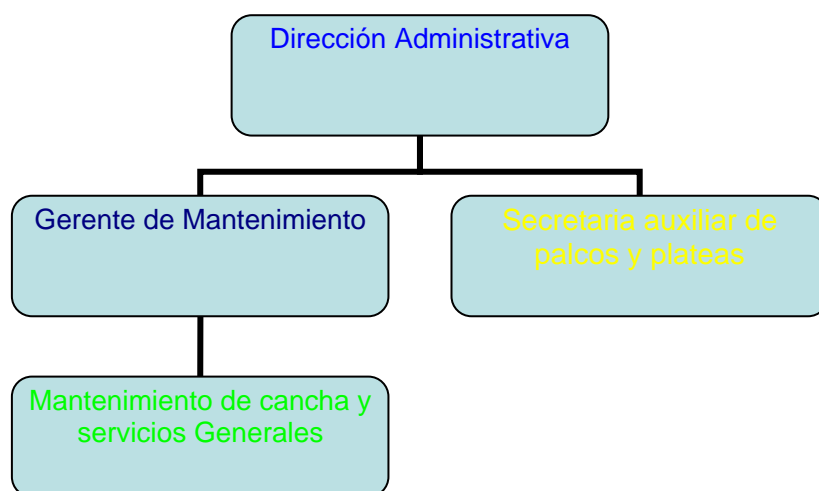 Dirección Administrativa
Gerente de Mantenimiento
Secretaria auxiliar de
palcos y plateas
Mantenimiento de cancha y
servicios Generales